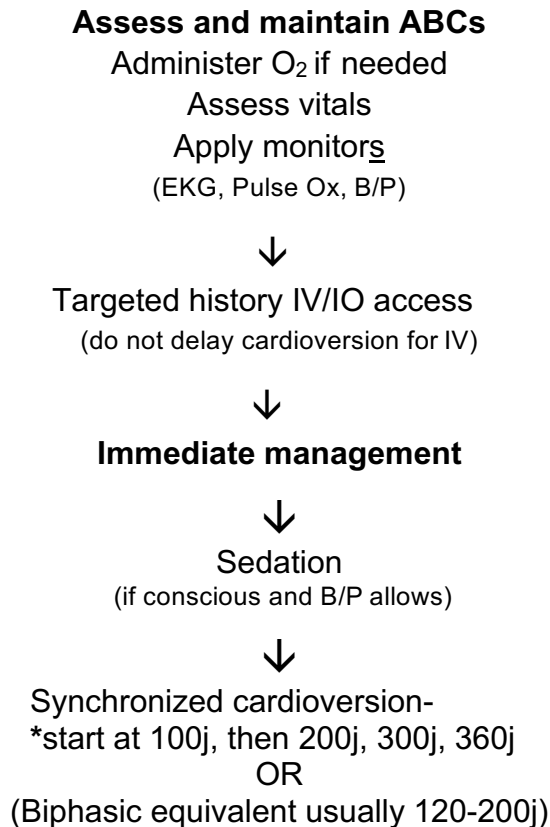 Assess and maintain ABCs
Administer O₂ if needed
Assess vitals
Apply monitors
(EKG, Pulse Ox, B/P)
↓
Targeted history IV/IO access
(do not delay cardioversion for IV)
↓
Immediate management
↓
Sedation
(if conscious and B/P allows)
↓
Synchronized cardioversion-
*start at 100j, then 200j, 300j, 360j
OR
(Biphasic equivalent usually 120-200j)